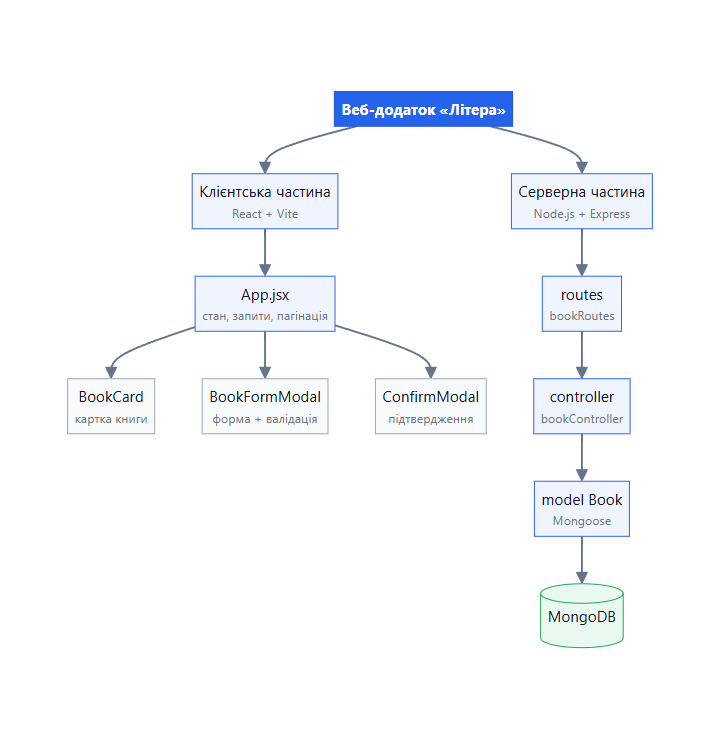 Веб-додаток «Літера»
Клієнтська частина
React + Vite
Серверна частина
Node.js + Express
App.jsx
стан, запити, пагінація
routes
bookRoutes
BookCard
картка книги
BookFormModal
форма + валідація
ConfirmModal
підтвердження
controller
bookController
model Book
Mongoose
MongoDB